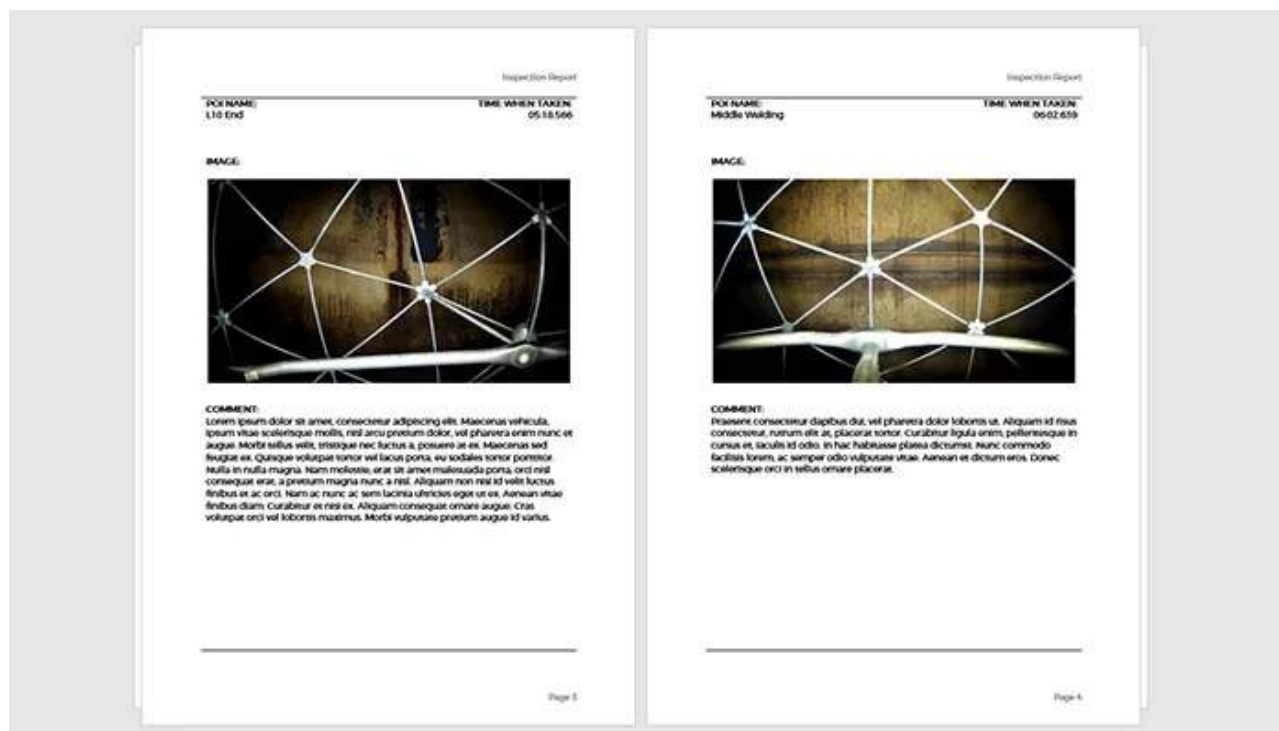 Inspection Report
POI NAME:
TIME WHEN TAKEN:
L10 End
05:18:566
IMAGE:
COMMENT:
Lorem ipsum dolor sit amet, consectetur adipiscing elit. Maecenas vehicula,
ipsum vitae scelerisque mollis, nisl arcu pretium dolor, vel pharetra enim nunc et
augue. Morbi tellus velit, tristique nec luctus a, posuere at ex. Maecenas sed
feugiat ex. Quisque volutpat tortor vel lacus porta, eu sodales tortor porttitor.
Nulla in nulla magna. Nam molestie, erat sit amet malesuada porta, orci nisl
consequat erat, a pretium magna nunc a nisl. Aliquam non nisl id velit luctus
finibus et ac orci. Nam ac nunc ac sem lacinia ultricies eget ut ex. Aenean vitae
finibus diam. Curabitur et nisl ex. Aliquam consequat ornare augue. Cras
volutpat orci vel lobortis maximus. Morbi vulputate pretium augue id varius.
Page 3
Inspection Report
POI NAME:
TIME WHEN TAKEN:
Middle Welding
06:02:639
IMAGE:
COMMENT:
Praesent consectetur dapibus dui, vel pharetra dolor lobortis ut. Aliquam id risus
consectetur, rutrum elit at, placerat tortor. Curabitur ligula enim, pellentesque in
cursus et, iaculis id odio. In hac habitasse platea dictumst. Nunc commodo
facilisis lorem, ac semper odio vulputate vitae. Aenean et dictum eros. Donec
scelerisque orci in tellus ornare placerat.
Page 4